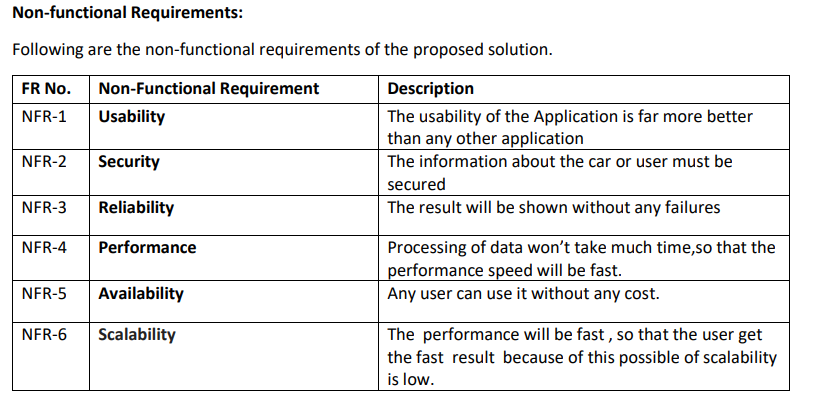 Non-functional Requirements:
Following are the non-functional requirements of the proposed solution.
FR No. Non-Functional Requirement Description
NFR-1 Usability The usability of the Application is far more better
than any other application
NFR-2 Security The information about the car or user must be
secured
NFR-3 Reliability The result will be shown without any failures
NFR-4 Performance Processing of data won’t take much time,so that the
performance speed will be fast.
NFR-5 Availability Any user can use it without any cost.
NFR-6 Scalability The performance will be fast , so that the user get
the fast result because of this possible of scalability
is low.